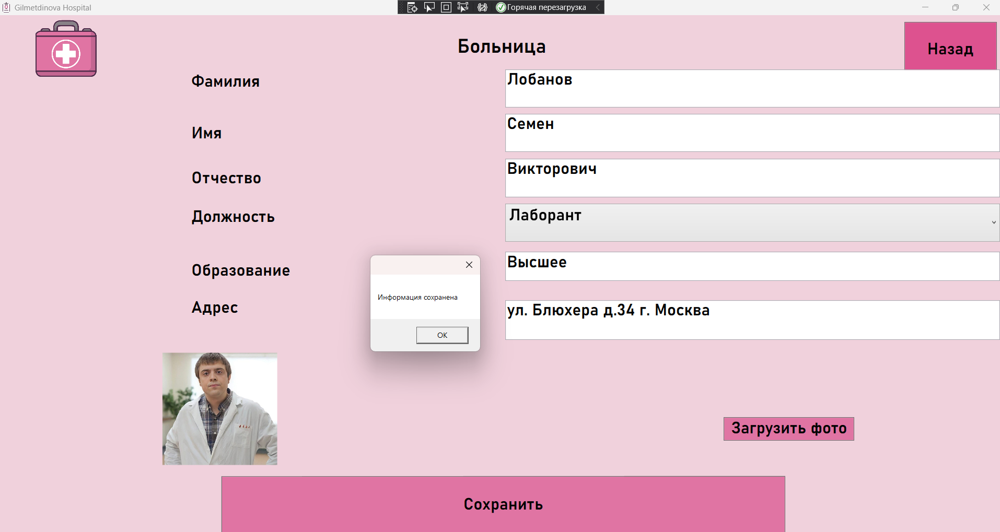 Gilmetdinova Hospital
Горячая перезагрузка
Больница
Назад
Фамилия
Лобанов
Имя
Семен
Отчество
Викторович
Должность
Лаборант
Образование
Высшее
Информация сохранена
OK
Адрес
ул. Блюхера д.34 г. Москва
Загрузить фото
Сохранить